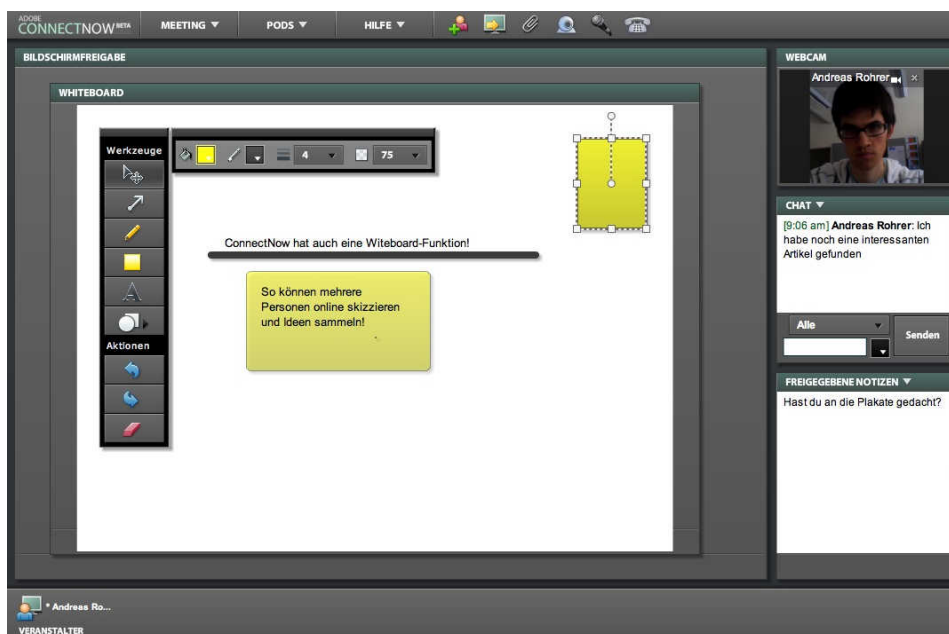 ADOBE
CONNECTNOW BETA
MEETING
PODS
HILFE
BILDSCHIRMFREIGABE
WHITEBOARD
Werkzeuge
4
75
ConnectNow hat auch eine Witeboard-Funktion!
So können mehrere
Personen online skizzieren
und Ideen sammeln!
A
Aktionen
WEBCAM
Andreas Rohrer
CHAT
[9:06 am] Andreas Rohrer: Ich
habe noch eine interessanten
Artikel gefunden
Alle
Senden
FREIGEGEBENE NOTIZEN
Hast du an die Plakate gedacht?
* Andreas Ro...
VERANSTALTER